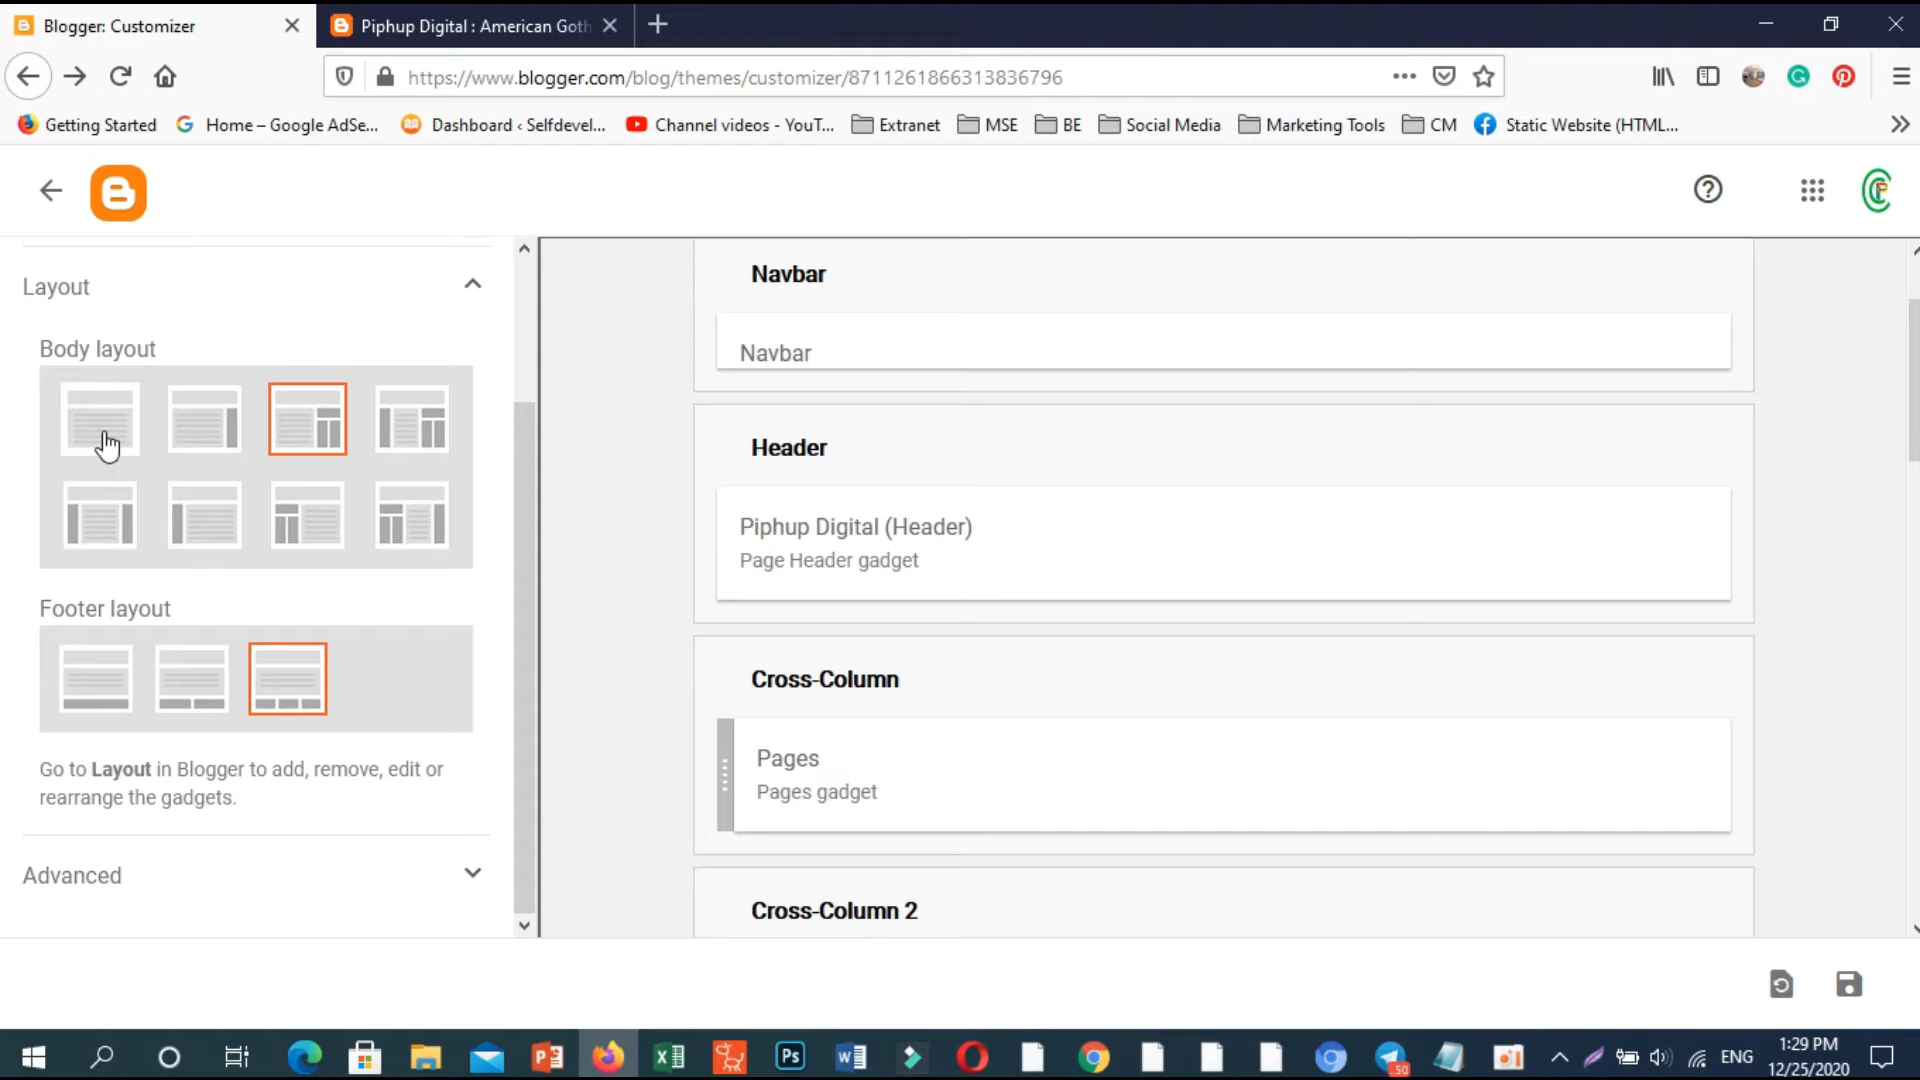 Blogger: Customizer
Piphup Digital : American Goth
https://www.blogger.com/blog/themes/customizer/8711261866313836796
Getting Started
Home – Google AdSe...
Dashboard ‹ Selfdevel...
Channel videos - YouT...
Extranet
MSE
BE
Social Media
Marketing Tools
CM
Static Website (HTML...
Layout
Body layout
Footer layout
Go to Layout in Blogger to add, remove, edit or
rearrange the gadgets.
Advanced
Navbar
Navbar
Header
Piphup Digital (Header)
Page Header gadget
Cross-Column
Pages
Pages gadget
Cross-Column 2
.50
ENG
1:29 PM
12/25/2020